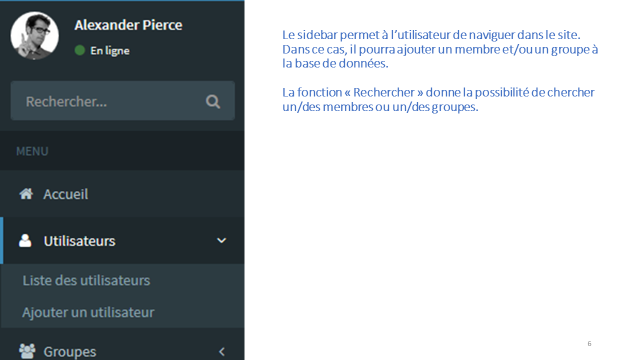 Alexander Pierce
En ligne
Rechercher...
MENU
Accueil
Utilisateurs
Liste des utilisateurs
Ajouter un utilisateur
Groupes
Le sidebar permet à l'utilisateur de naviguer dans le site.
Dans ce cas, il pourra ajouter un membre et/ou un groupe à
la base de données.
La fonction « Rechercher » donne la possibilité de chercher
un/des membres ou un/des groupes.
6